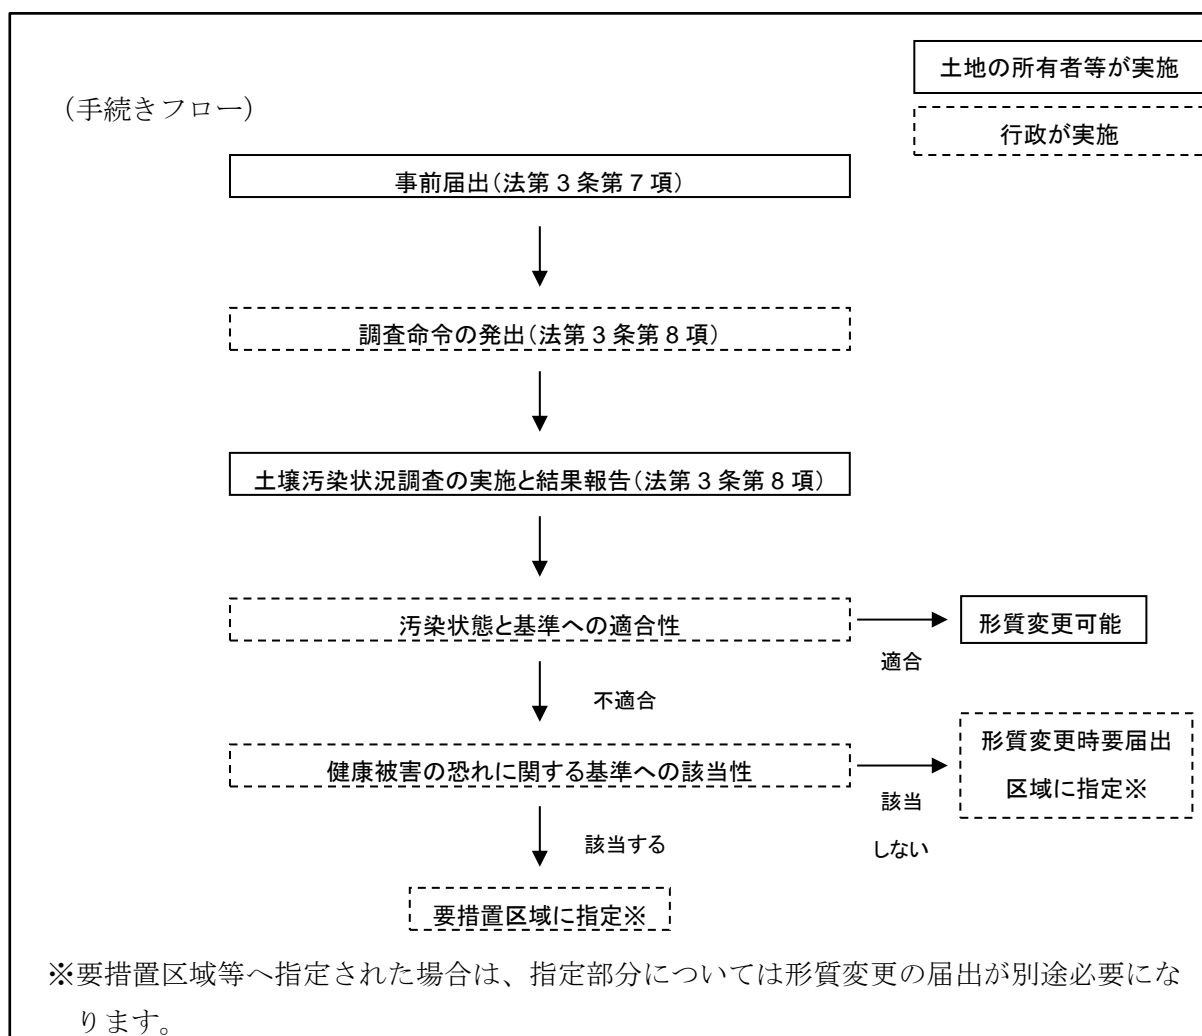 土地の所有者等が実施
（手続きフロー）
行政が実施
事前届出（法第３条第７項）
調査命令の発出（法第３条第８項）
土壌汚染状況調査の実施と結果報告（法第３条第８項）
汚染状態と基準への適合性
形質変更可能
適合
不適合
健康被害の恐れに関する基準への該当性
形質変更時要届出
区域に指定※
該当
しない
該当する
要措置区域に指定※
※要措置区域等へ指定された場合は、指定部分については形質変更の届出が別途必要にな
ります。